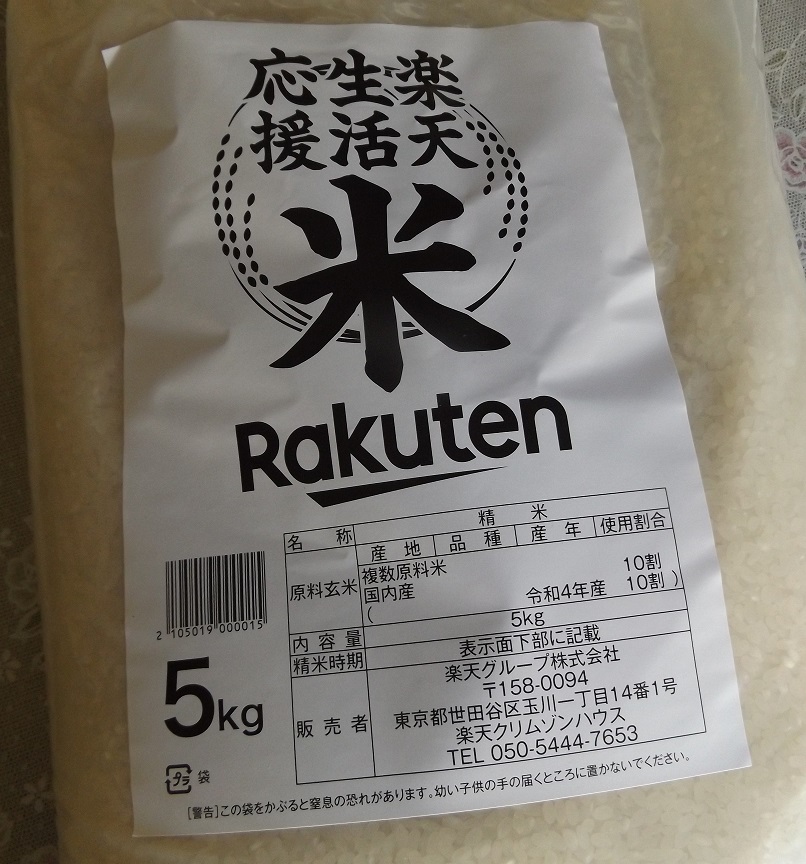 楽天
生活
応援
米
Rakuten
名称 精米
原料玄米 産地 品種 産年 使用割合
複数原料米 10割
国内産 令和4年産 10割 )
(
内容量 5kg
精米時期 表示面下部に記載
販売者 楽天グループ株式会社
〒158-0094
東京都世田谷区玉川一丁目14番1号
楽天クリムゾンハウス
TEL 050-5444-7653
2 105019 000015
5kg
プラ 袋
[警告]この袋をかぶると窒息の恐れがあります。幼い子供の手の届くところに置かないでください。